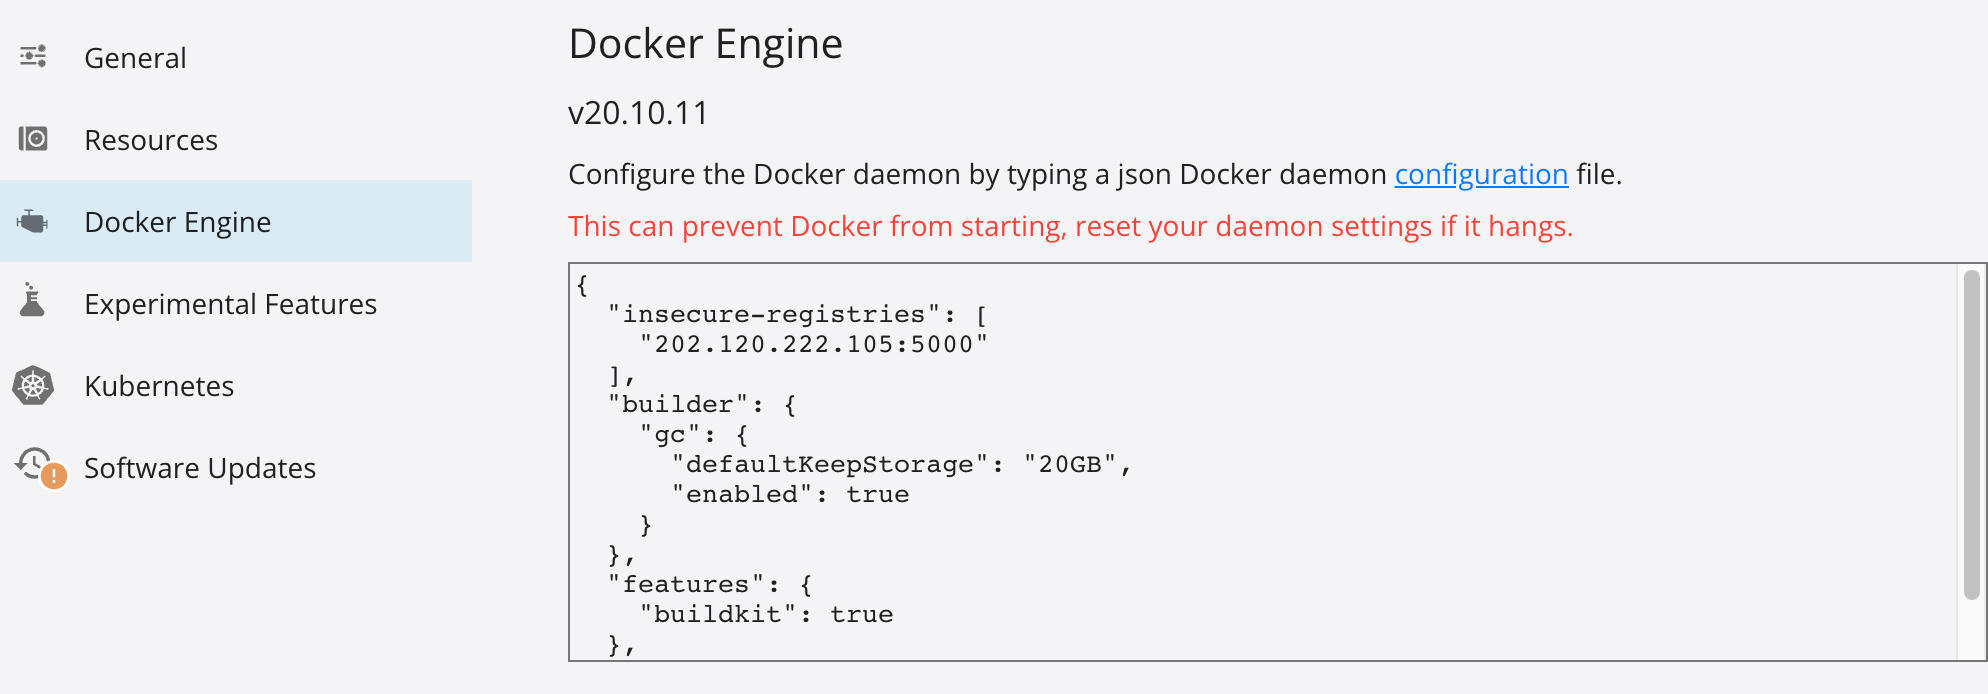 General
Resources
Docker Engine
Experimental Features
Kubernetes
Software Updates
Docker Engine
v20.10.11
Configure the Docker daemon by typing a json Docker daemon configuration file.
This can prevent Docker from starting, reset your daemon settings if it hangs.
{
  "insecure-registries": [
    "202.120.222.105:5000"
  ],
  "builder": {
    "gc": {
      "defaultKeepStorage": "20GB",
      "enabled": true
    }
  },
  "features": {
    "buildkit": true
  },